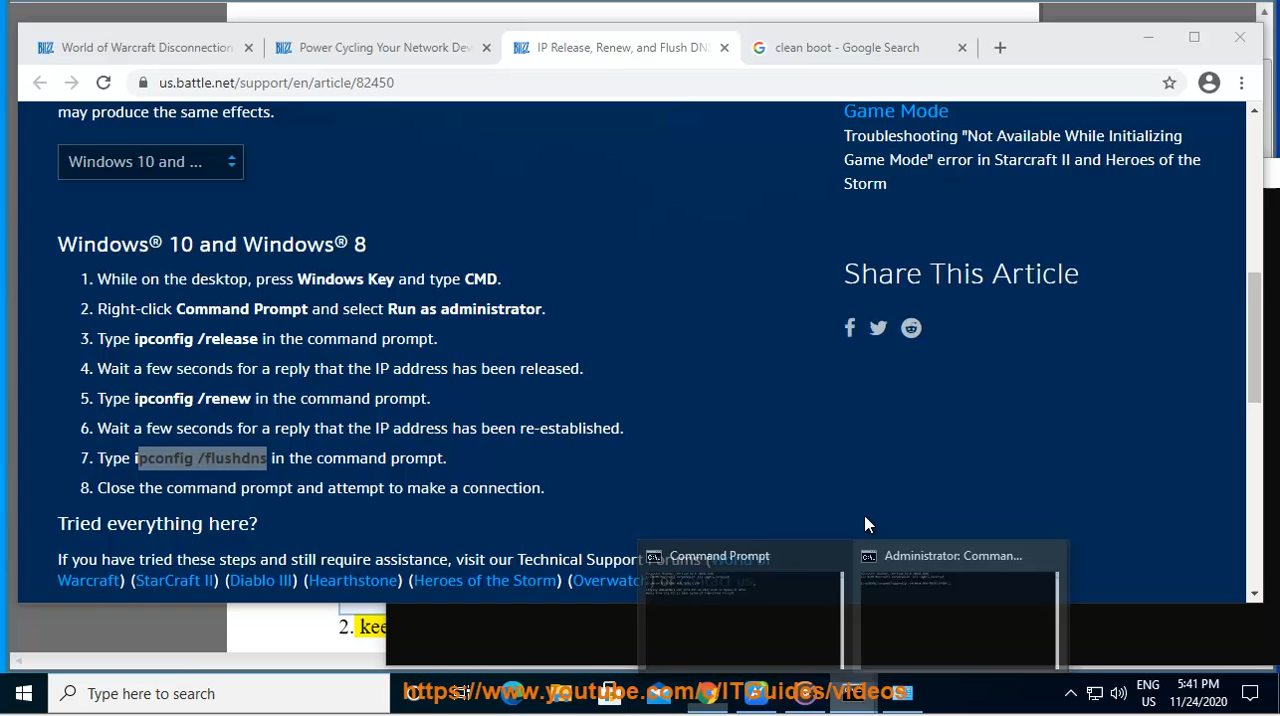 World of Warcraft Disconnection
Power Cycling Your Network Dev
IP Release, Renew, and Flush DN
clean boot - Google Search
us.battle.net/support/en/article/82450
may produce the same effects.
Windows 10 and ...
Game Mode
Troubleshooting "Not Available While Initializing
Game Mode" error in Starcraft II and Heroes of the
Storm
Windows® 10 and Windows® 8
1. While on the desktop, press Windows Key and type CMD.
2. Right-click Command Prompt and select Run as administrator.
3. Type ipconfig /release in the command prompt.
4. Wait a few seconds for a reply that the IP address has been released.
5. Type ipconfig /renew in the command prompt.
6. Wait a few seconds for a reply that the IP address has been re-established.
7. Type ipconfig /flushdns in the command prompt.
8. Close the command prompt and attempt to make a connection.
Share This Article
Tried everything here?
If you have tried these steps and still require assistance, visit our Technical Support Forums (World of
Warcraft) (StarCraft II) (Diablo III) (Hearthstone) (Heroes of the Storm) (Overwatch
us.
Command Prompt
Administrator: Comman...
2. kee
Type here to search
https://www.youtube.com/c/ITGuides/videos
ENG
US
5:41 PM
11/24/2020